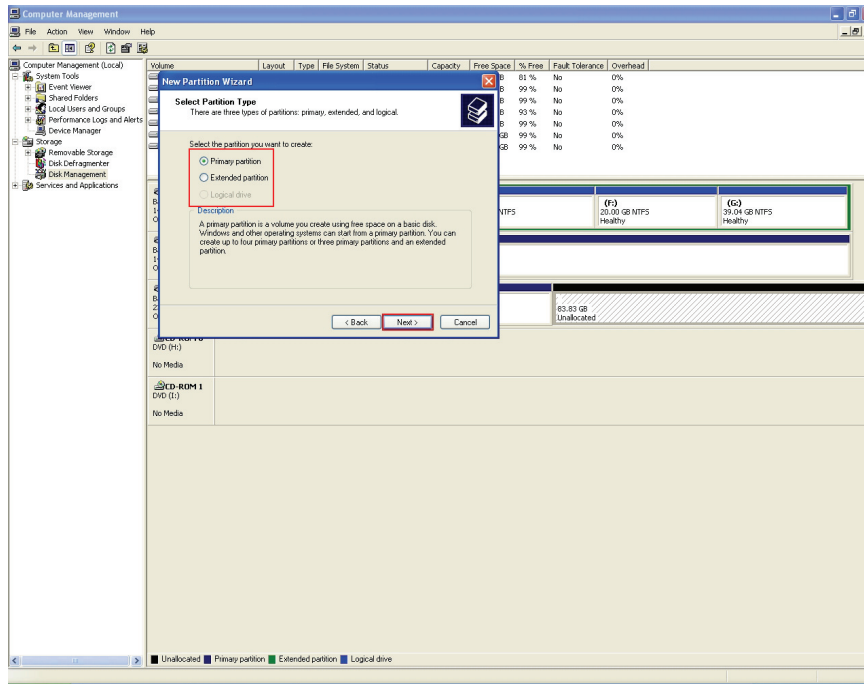 Computer Management
File Action View Window Help
Computer Management (Local)
System Tools
Event Viewer
Shared Folders
Local Users and Groups
Performance Logs and Alerts
Device Manager
Storage
Removable Storage
Disk Defragmenter
Disk Management
Services and Applications
Volume Layout Type File System Status Capacity Free Space % Free Fault Tolerance Overhead
81 % No 0%
99 % No 0%
99 % No 0%
93 % No 0%
99 % No 0%
GB 99 % No 0%
GB 99 % No 0%
New Partition Wizard
Select Partition Type
There are three types of partitions: primary, extended, and logical.
Select the partition you want to create:
Primary partition
Extended partition
Logical drive
Description
A primary partition is a volume you create using free space on a basic disk.
Windows and other operating systems can start from a primary partition. You can
create up to four primary partitions or three primary partitions and an extended
partition.
< Back Next > Cancel
NTFS
(F:)
20.00 GB NTFS
Healthy
(G:)
39.04 GB NTFS
Healthy
83.83 GB
Unallocated
DVD (H:)
No Media
CD-ROM 1
DVD (I:)
No Media
Unallocated Primary partition Extended partition Logical drive